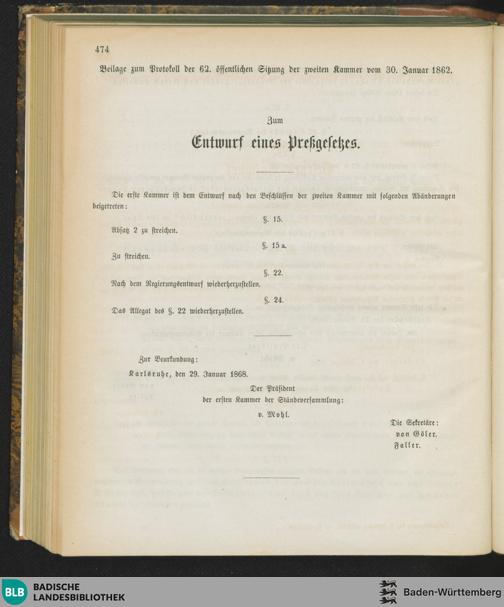 474
Beilage zum Protokoll der 62. öffentlichen Sitzung der zweiten Kammer vom 30. Januar 1862.
Zum
Entwurf eines Preßgesetzes.
Die erste Kammer ist dem Entwurf nach den Beschlüssen der zweiten Kammer mit folgenden Abänderungen
beigetreten:
§. 15.
Absatz 2 zu streichen.
§. 15 a.
Zu streichen.
§. 22.
Nach dem Regierungsentwurf wiederherzustellen.
§. 24.
Das Allegat des §. 22 wiederherzustellen.
Zur Beurkundung:
Karlsruhe, den 29. Januar 1868.
Der Präsident
der ersten Kammer der Ständeversammlung:
v. Mohl.
Die Sekretäre:
von Göler.
Faller.
BLB BADISCHE
LANDESBIBLIOTHEK
Baden-Württemberg